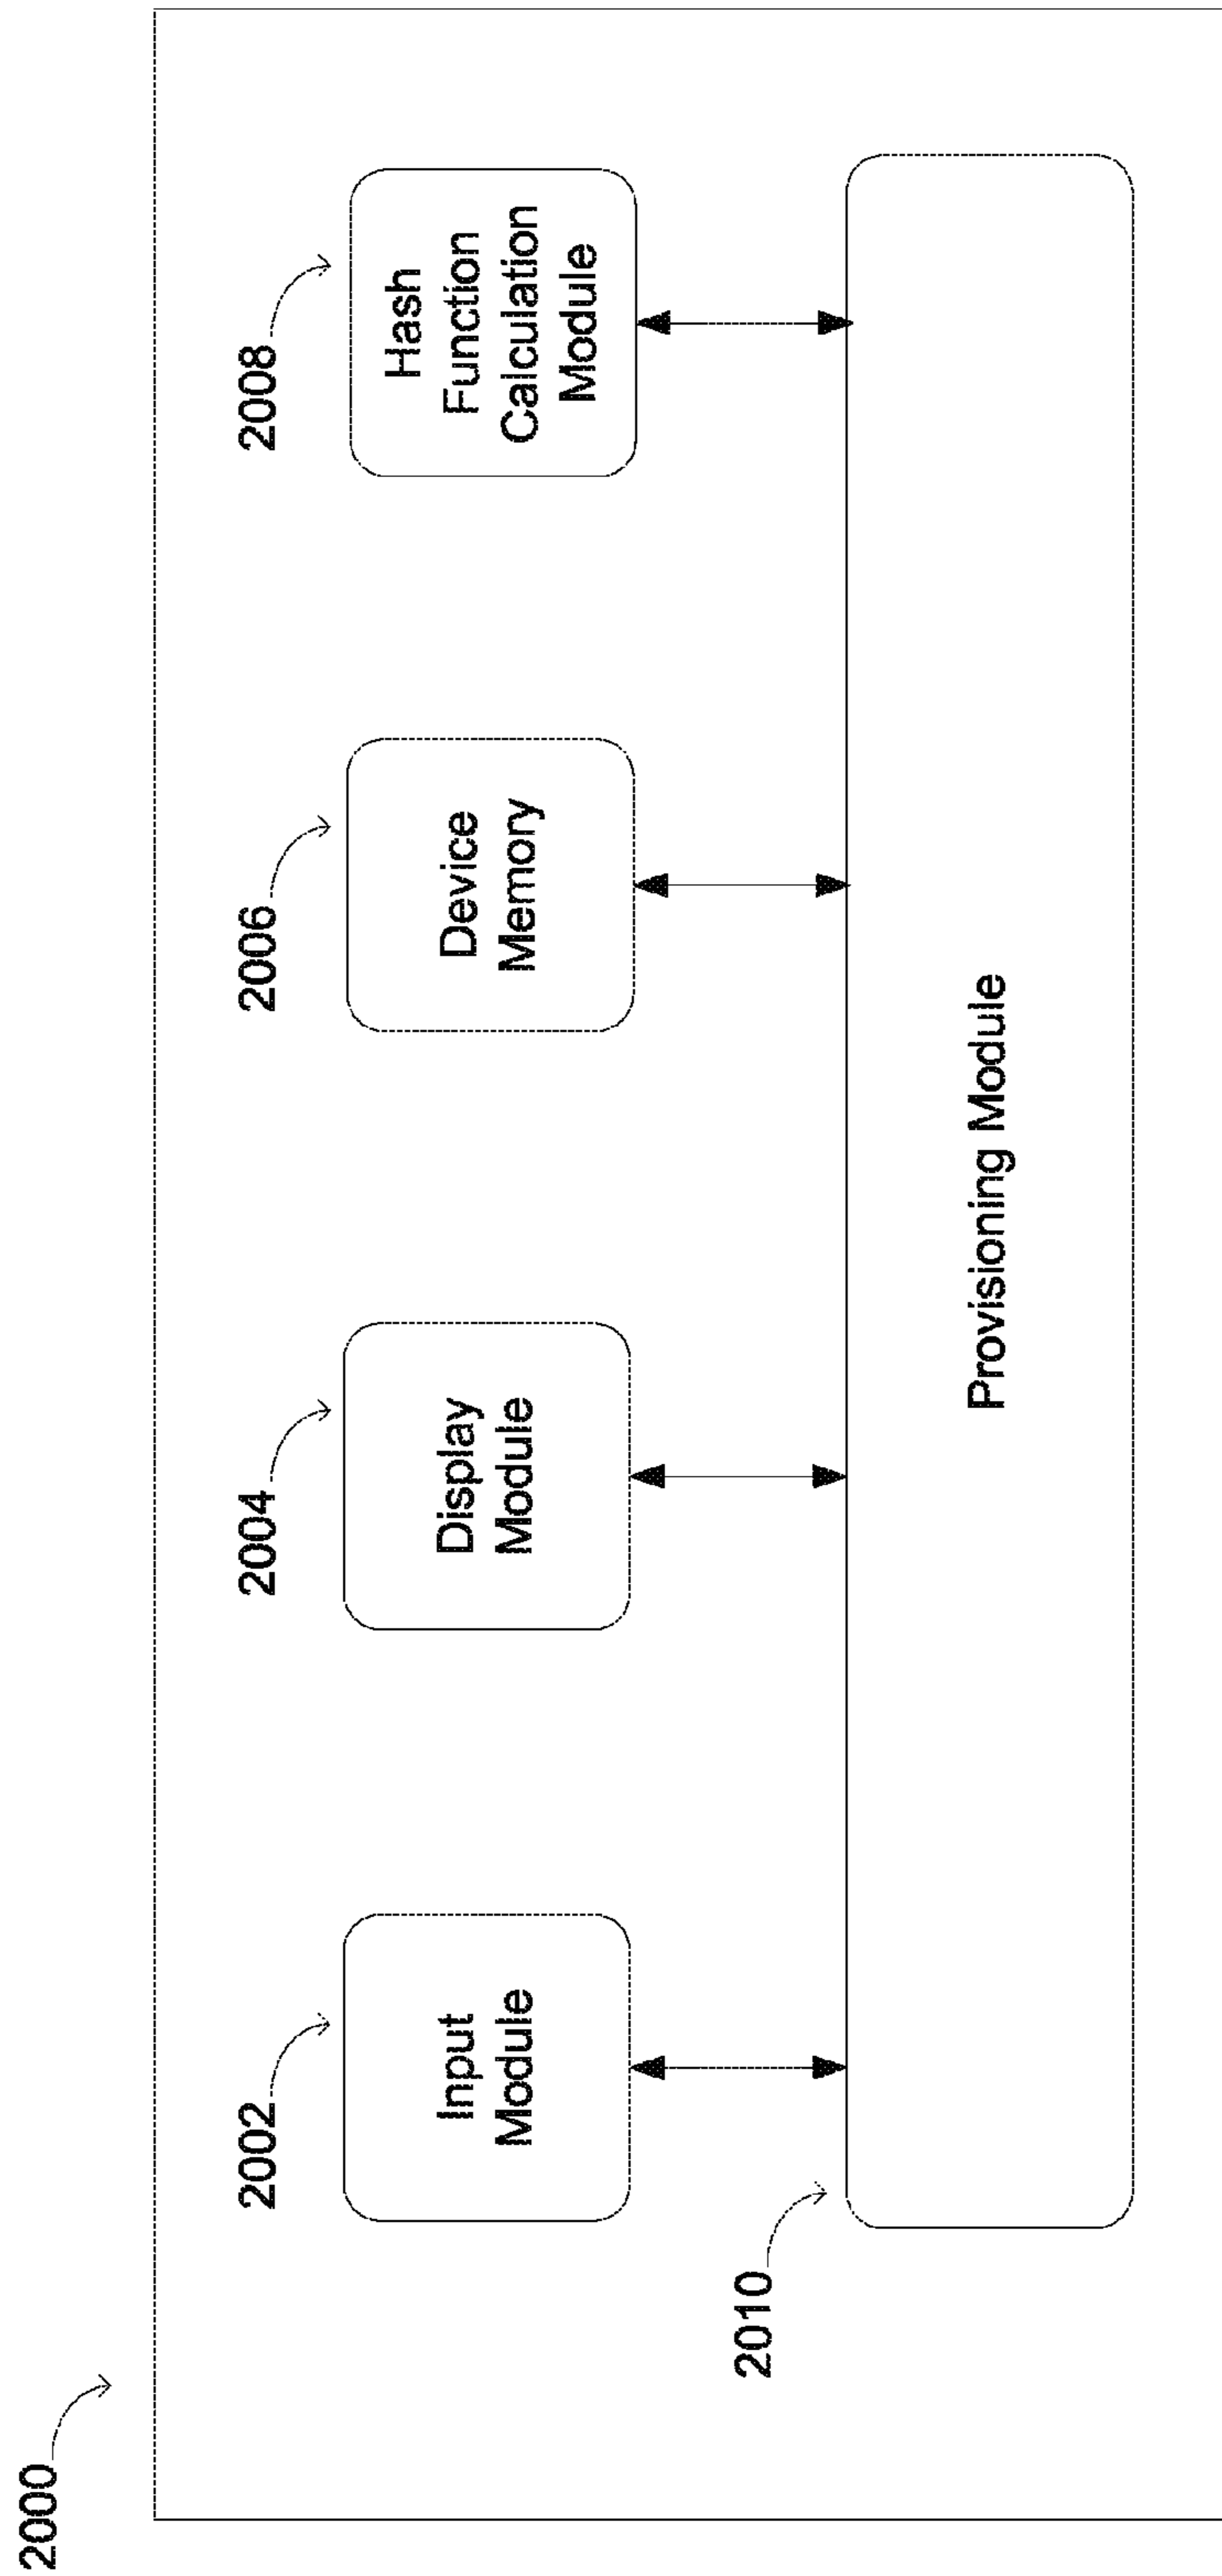 2000
2002
2004
2006
2008
Input
Module
Display
Module
Device
Memory
Hash
Function
Calculation
Module
2010
Provisioning Module